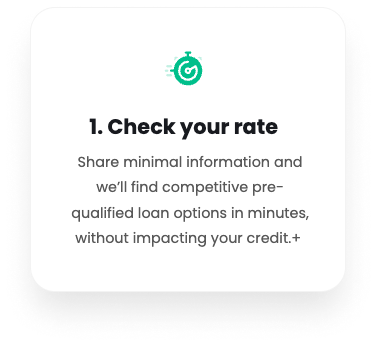 1. Check your rate
Share minimal information and
we’ll find competitive pre-
qualified loan options in minutes,
without impacting your credit.+